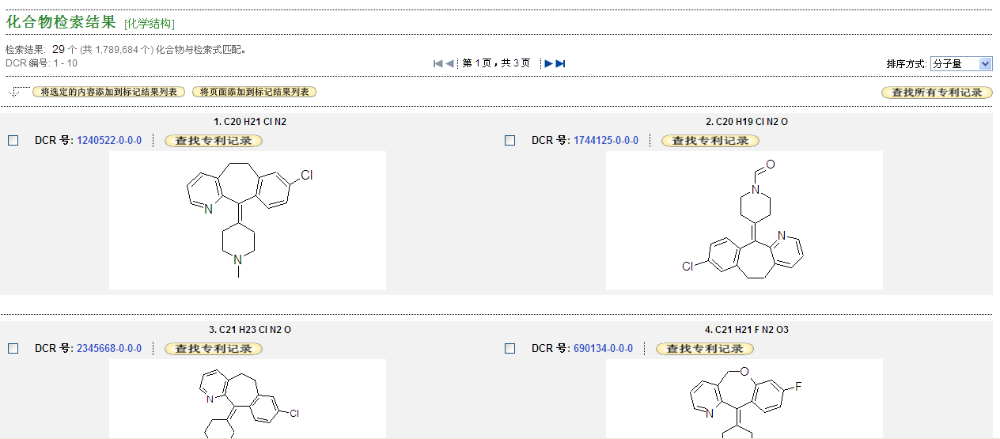 化合物检索结果 [化学结构]
检索结果: 29 个 (共 1,789,684 个) 化合物与检索式匹配。
DCR 编号: 1 - 10
第 1 页，共 3 页
排序方式: 分子量
将选定的内容添加到标记结果列表 将页面添加到标记结果列表 查找所有专利记录
1. C20 H21 Cl N2
DCR 号: 1240522-0-0-0 查找专利记录
Cl
N
N
2. C20 H19 Cl N2 O
DCR 号: 1744125-0-0-0 查找专利记录
O
N
N
Cl
3. C21 H23 Cl N2 O
DCR 号: 2345668-0-0-0 查找专利记录
N
Cl
4. C21 H21 F N2 O3
DCR 号: 690134-0-0-0 查找专利记录
O
F
N